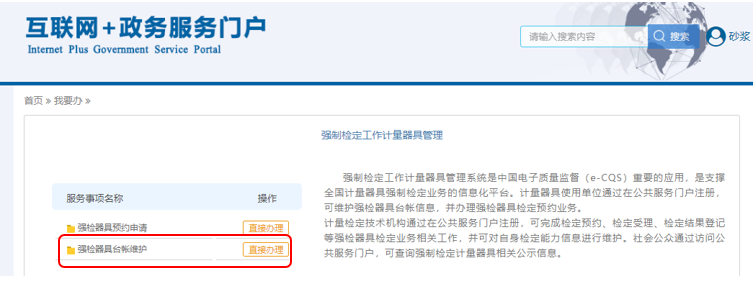 互联网+政务服务门户
Internet Plus Government Service Portal
请输入搜索内容
搜索
砂浆
首页 » 我要办 »
强制检定工作计量器具管理
服务事项名称 操作
强检器具预约申请 直接办理
强检器具台帐维护 直接办理
强制检定工作计量器具管理系统是中国电子质量监督（e-CQS）重要的应用，是支撑
全国计量器具强制检定业务的信息化平台。计量器具使用单位通过在公共服务门户注册，
可维护强检器具台帐信息，并办理强检器具检定预约业务。
计量检定技术机构通过在公共服务门户注册，可完成检定预约、检定受理、检定结果登记
等强检器具检定业务相关工作，并可对自身检定能力信息进行维护。社会公众通过访问公
共服务门户，可查询强制检定计量器具相关公示信息。